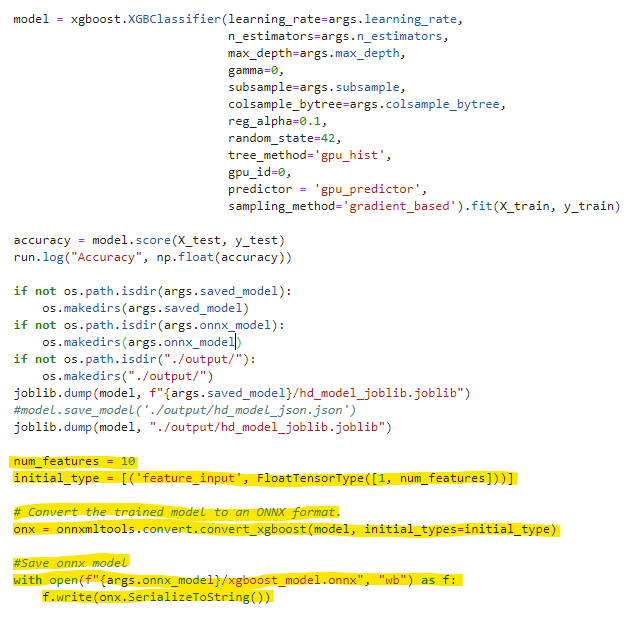 model = xgboost.XGBClassifier(learning_rate=args.learning_rate,
n_estimators=args.n_estimators,
max_depth=args.max_depth,
gamma=0,
subsample=args.subsample,
colsample_bytree=args.colsample_bytree,
reg_alpha=0.1,
random_state=42,
tree_method='gpu_hist',
gpu_id=0,
predictor = 'gpu_predictor',
sampling_method='gradient_based').fit(X_train, y_train)
accuracy = model.score(X_test, y_test)
run.log("Accuracy", np.float(accuracy))
if not os.path.isdir(args.saved_model):
os.makedirs(args.saved_model)
if not os.path.isdir(args.onnx_model):
os.makedirs(args.onnx_model)
if not os.path.isdir("./output/"):
os.makedirs("./output/")
joblib.dump(model, f"{args.saved_model}/hd_model_joblib.joblib")
#model.save_model('./output/hd_model_json.json')
joblib.dump(model, "./output/hd_model_joblib.joblib")
num_features = 10
initial_type = [('feature_input', FloatTensorType([1, num_features]))]
# Convert the trained model to an ONNX format.
onx = onnxmltools.convert.convert_xgboost(model, initial_types=initial_type)
#Save onnx model
with open(f"{args.onnx_model}/xgboost_model.onnx", "wb") as f:
f.write(onx.SerializeToString())